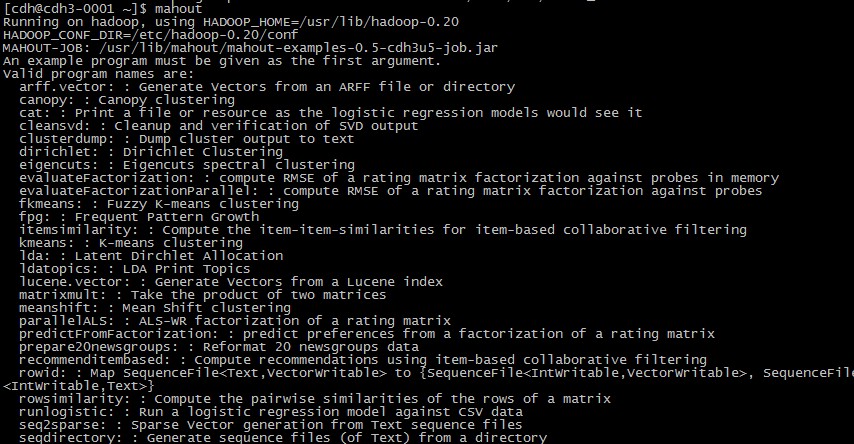 [cdh@cdh3-0001 ~]$ mahout
Running on hadoop, using HADOOP_HOME=/usr/lib/hadoop-0.20
HADOOP_CONF_DIR=/etc/hadoop-0.20/conf
MAHOUT-JOB: /usr/lib/mahout/mahout-examples-0.5-cdh3u5-job.jar
An example program must be given as the first argument.
Valid program names are:
  arff.vector: : Generate Vectors from an ARFF file or directory
  canopy: : Canopy clustering
  cat: : Print a file or resource as the logistic regression models would see it
  cleansvd: : Cleanup and verification of SVD output
  clusterdump: : Dump cluster output to text
  dirichlet: : Dirichlet Clustering
  eigencuts: : Eigencuts spectral clustering
  evaluateFactorization: : compute RMSE of a rating matrix factorization against probes in memory
  evaluateFactorizationParallel: : compute RMSE of a rating matrix factorization against probes
  fkmeans: : Fuzzy K-means clustering
  fpg: : Frequent Pattern Growth
  itemsimilarity: : Compute the item-item-similarities for item-based collaborative filtering
  kmeans: : K-means clustering
  lda: : Latent Dirchlet Allocation
  ldatopics: : LDA Print Topics
  lucene.vector: : Generate Vectors from a Lucene index
  matrixmult: : Take the product of two matrices
  meanshift: : Mean Shift clustering
  parallelALS: : ALS-WR factorization of a rating matrix
  predictFromFactorization: : predict preferences from a factorization of a rating matrix
  prepare20newsgroups: : Reformat 20 newsgroups data
  recommenditembased: : Compute recommendations using item-based collaborative filtering
  rowid: : Map SequenceFile<Text,VectorWritable> to {SequenceFile<IntWritable,VectorWritable>, SequenceFile
<IntWritable,Text>}
  rowsimilarity: : Compute the pairwise similarities of the rows of a matrix
  runlogistic: : Run a logistic regression model against CSV data
  seq2sparse: : Sparse Vector generation from Text sequence files
  seqdirectory: : Generate sequence files (of Text) from a directory